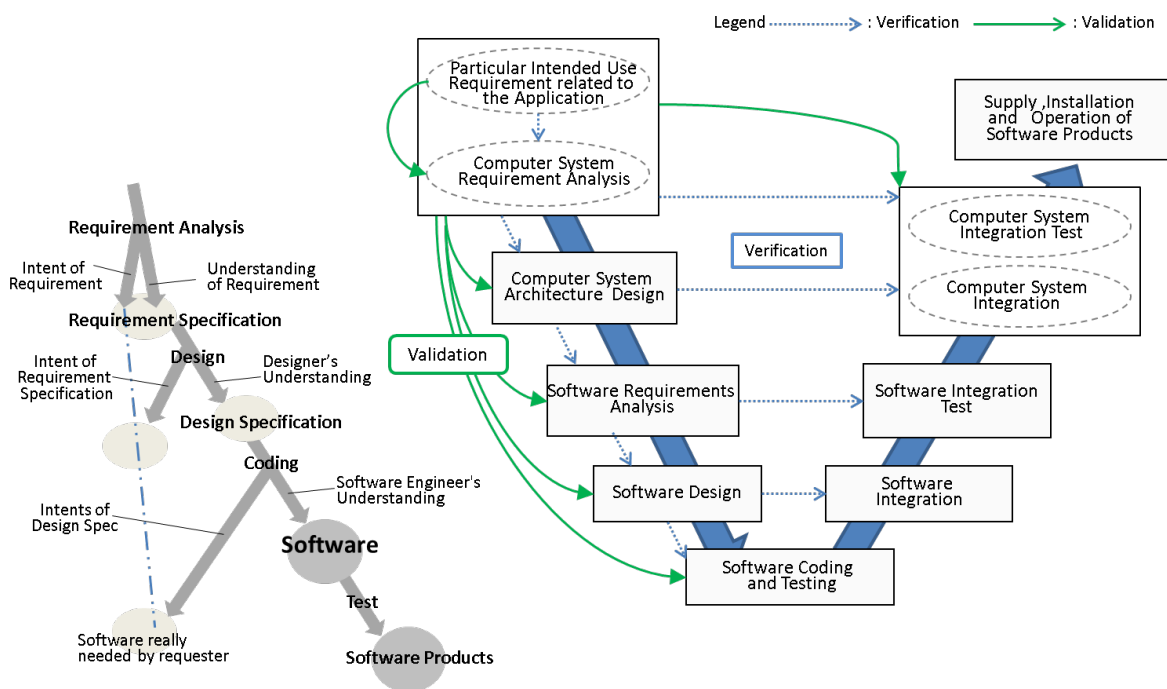 Legend
: Verification
: Validation
Particular Intended Use
Requirement related to
the Application
Computer System
Requirement Analysis
Supply ,Installation
and Operation of
Software Products
Computer System
Integration Test
Computer System
Integration
Verification
Computer System
Architecture Design
Validation
Software Requirements
Analysis
Software Integration
Test
Software Design
Software
Integration
Software Coding
and Testing
Requirement Analysis
Intent of
Requirement
Understanding
of Requirement
Requirement Specification
Design
Intent of
Requirement
Specification
Designer’s
Understanding
Design Specification
Coding
Software Engineer's
Understanding
Intents of
Design Spec
Software
Test
Software really
needed by requester
Software Products